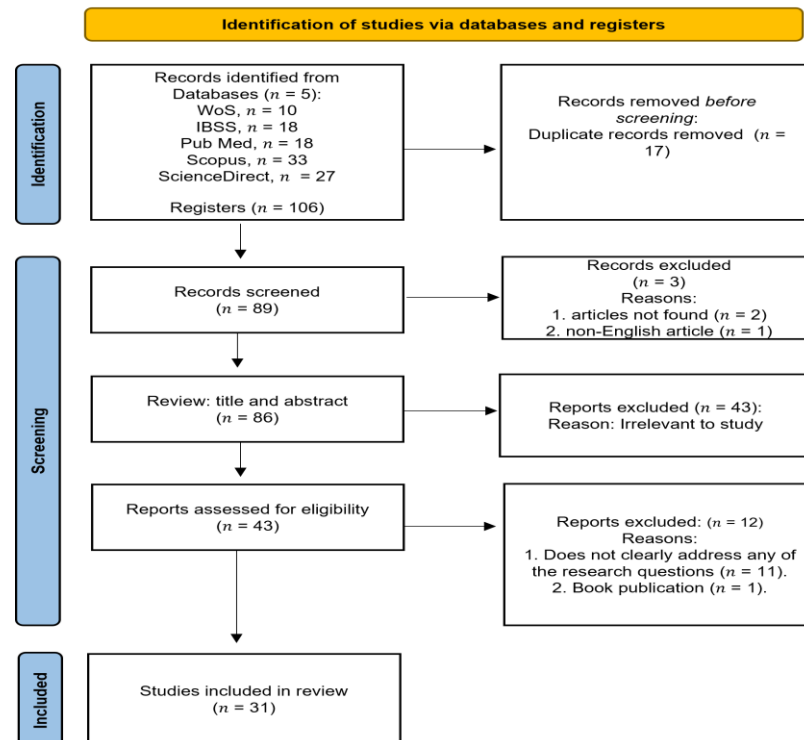 Identification of studies via databases and registers
Identification
Records identified from
Databases (n = 5):
WoS, n = 10
IBSS, n = 18
Pub Med, n = 18
Scopus, n = 33
ScienceDirect, n = 27
Registers (n = 106)
Records removed before
screening:
Duplicate records removed (n =
17)
Screening
Records screened
(n = 89)
Records excluded
(n = 3)
Reasons:
1. articles not found (n = 2)
2. non-English article (n = 1)
Review: title and abstract
(n = 86)
Reports excluded (n = 43):
Reason: Irrelevant to study
Reports assessed for eligibility
(n = 43)
Reports excluded: (n = 12)
Reasons:
1. Does not clearly address any of
the research questions (n = 11).
2. Book publication (n = 1).
Included
Studies included in review
(n = 31)